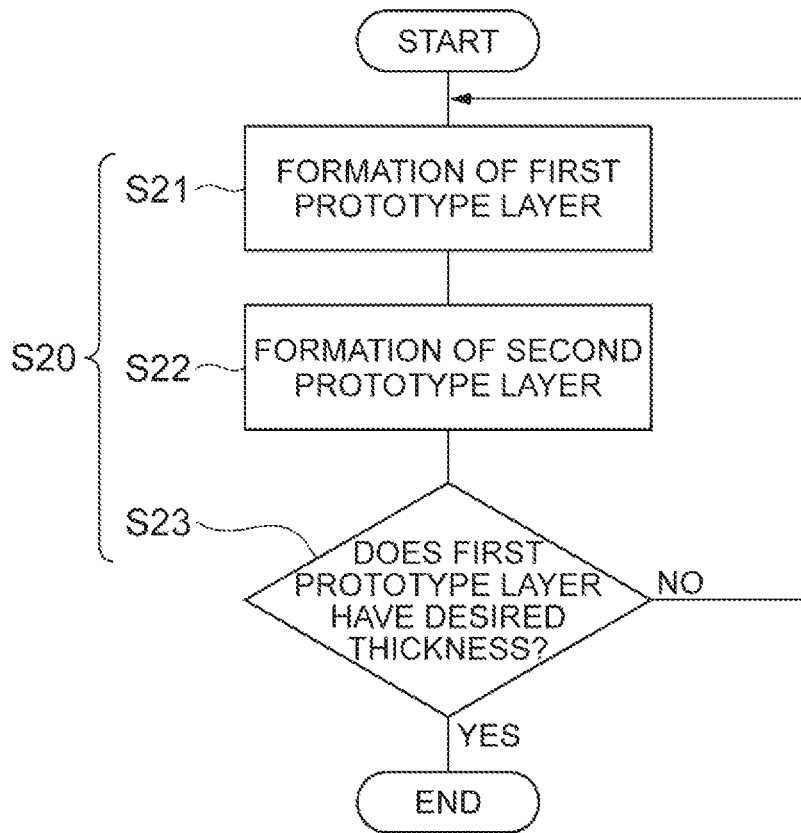 START
S21
FORMATION OF FIRST
PROTOTYPE LAYER
S20
S22
FORMATION OF SECOND
PROTOTYPE LAYER
S23
DOES FIRST
PROTOTYPE LAYER
HAVE DESIRED
THICKNESS?
NO
YES
END